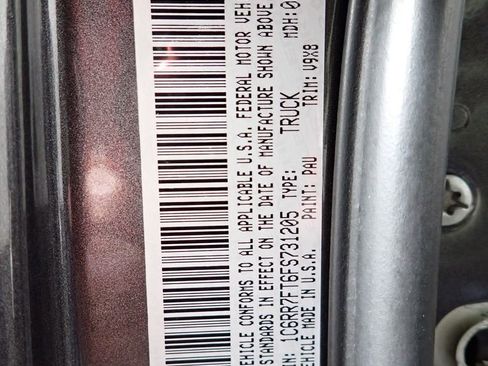 VEHICLE CONFORMS TO ALL APPLICABLE U.S.A. FEDERAL MOTOR VEH
STANDARDS IN EFFECT ON THE DATE OF MANUFACTURE SHOWN ABOVE
VIN: 1C6RR7FT6FS731205 TYPE: TRUCK MDH:0
VEHICLE MADE IN U.S.A. PAINT: PAU TRIM: V9X8